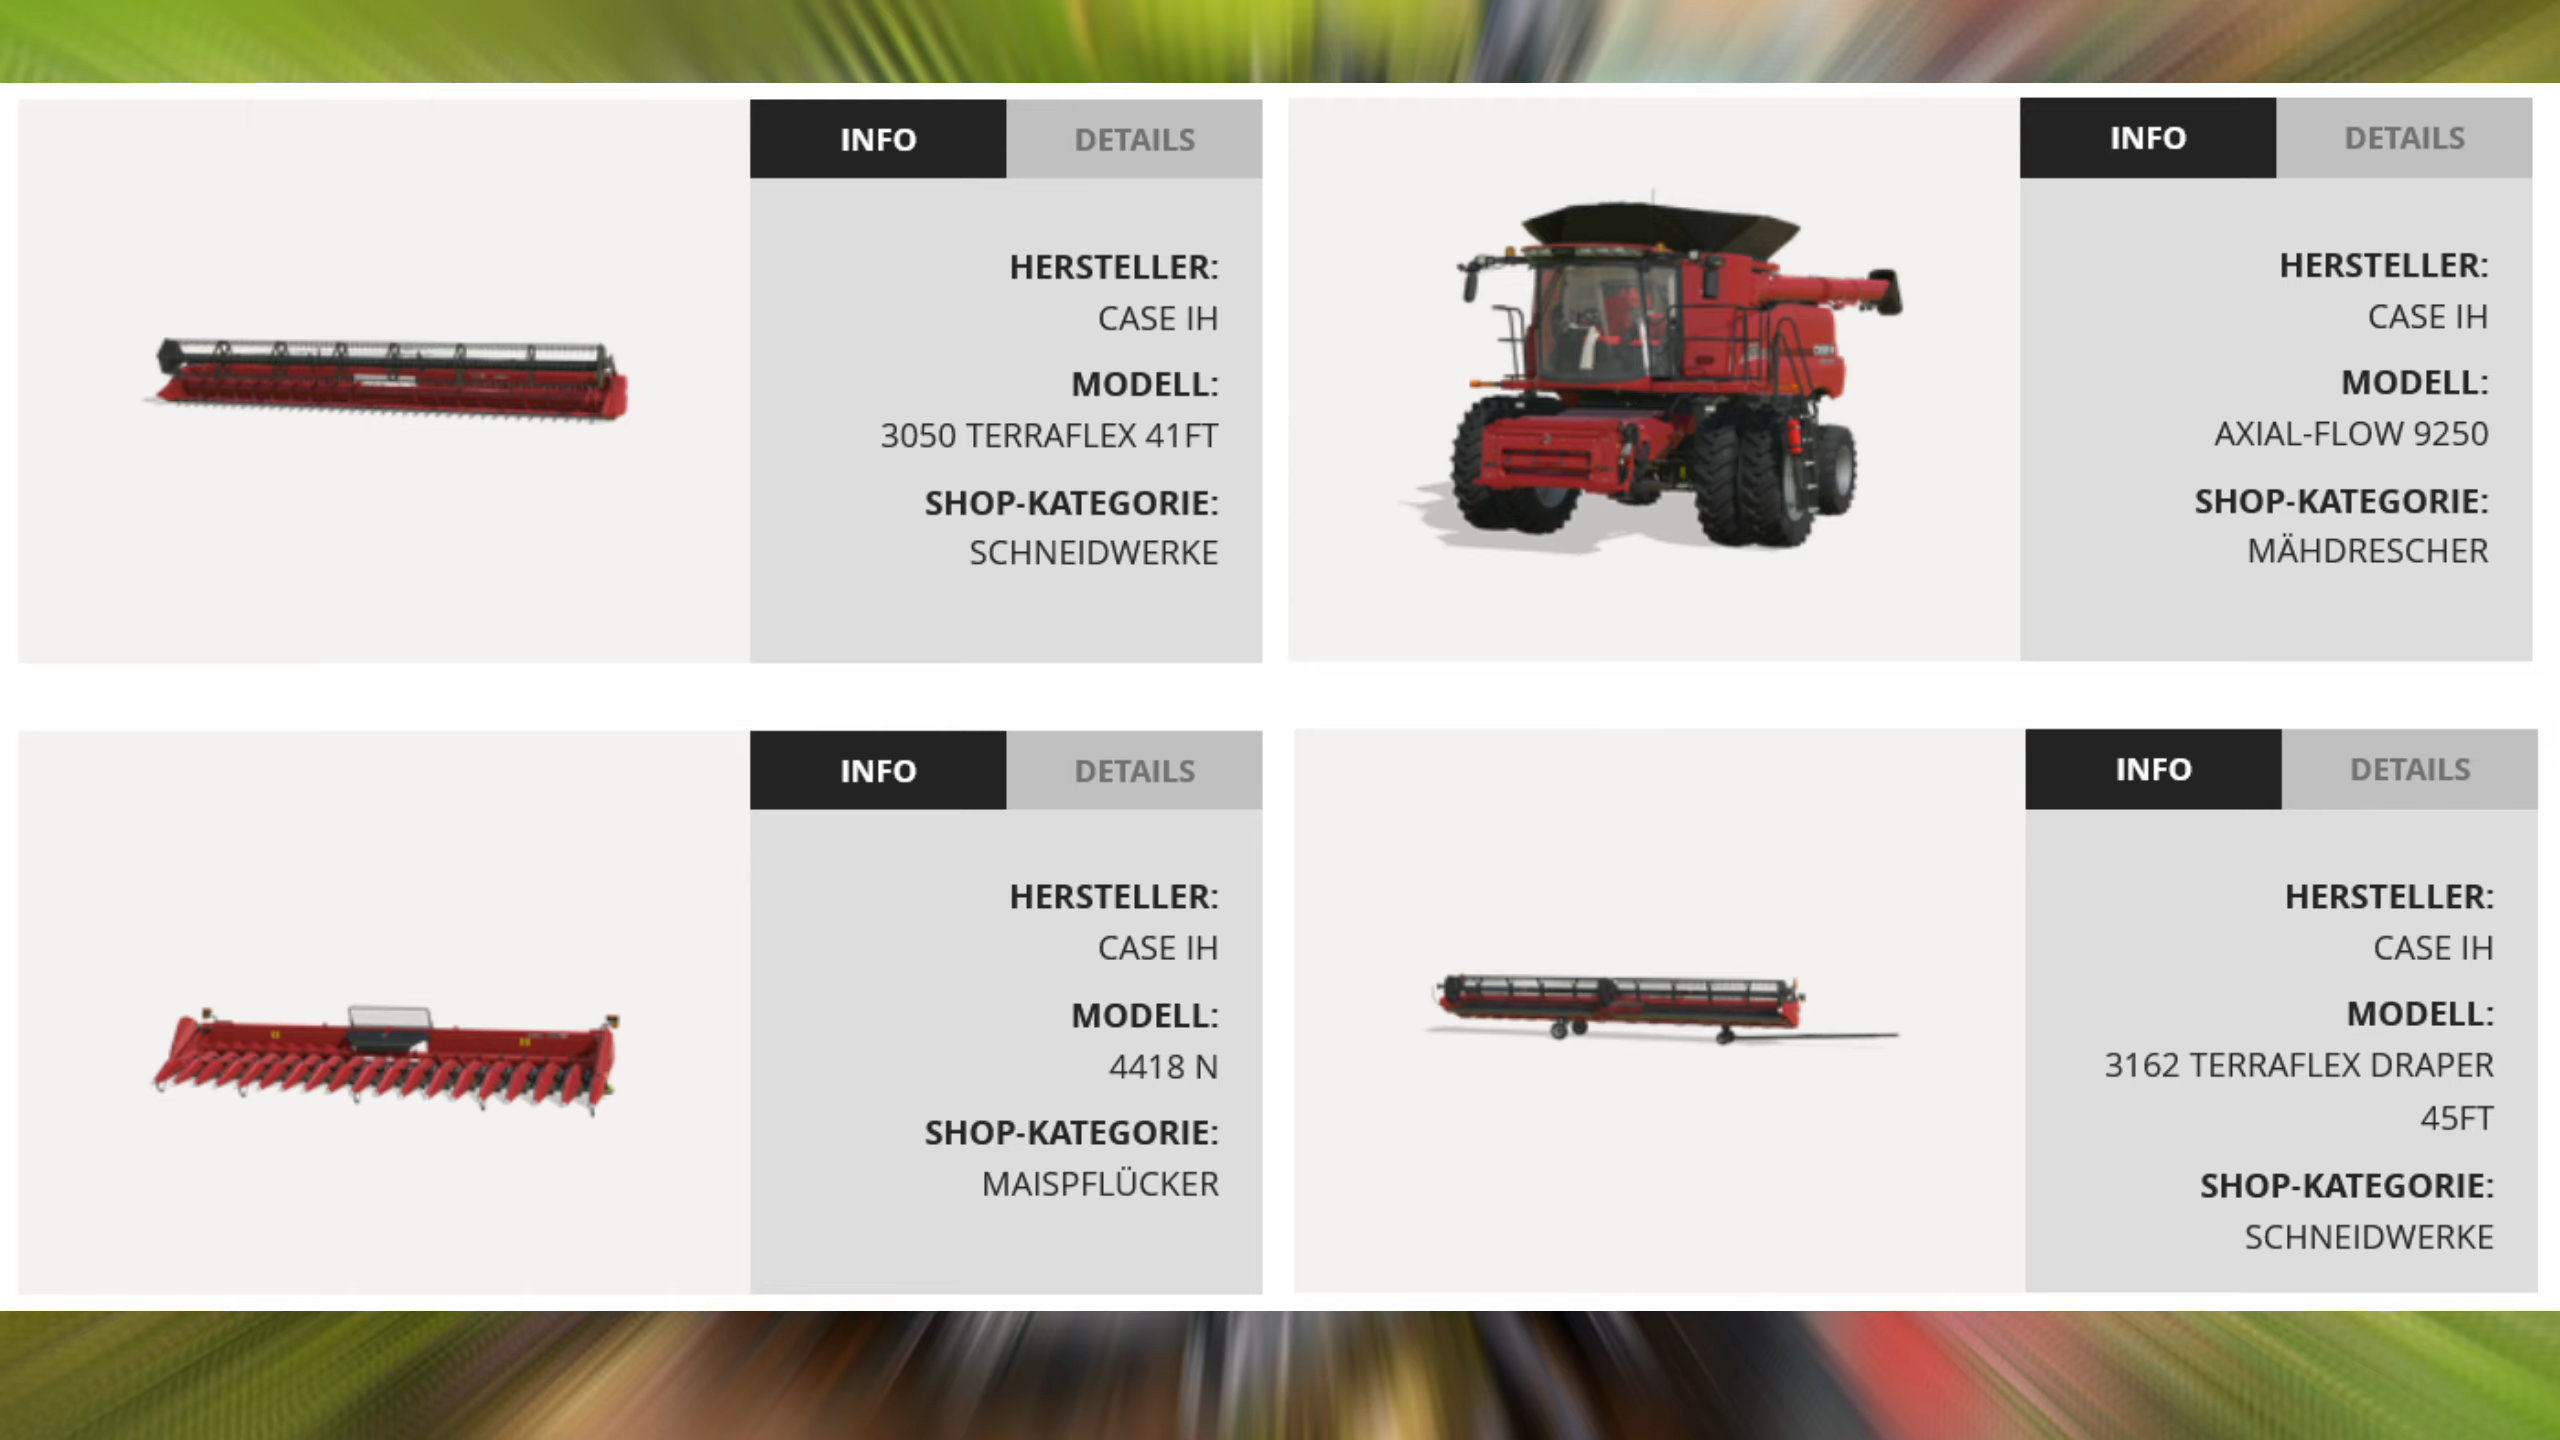 INFO
DETAILS
HERSTELLER:
CASE IH
MODELL:
3050 TERRAFLEX 41FT
SHOP-KATEGORIE:
SCHNEIDWERKE
INFO
DETAILS
HERSTELLER:
CASE IH
MODELL:
AXIAL-FLOW 9250
SHOP-KATEGORIE:
MÄHDRESCHER
INFO
DETAILS
HERSTELLER:
CASE IH
MODELL:
4418 N
SHOP-KATEGORIE:
MAISPFLÜCKER
INFO
DETAILS
HERSTELLER:
CASE IH
MODELL:
3162 TERRAFLEX DRAPER
45FT
SHOP-KATEGORIE:
SCHNEIDWERKE